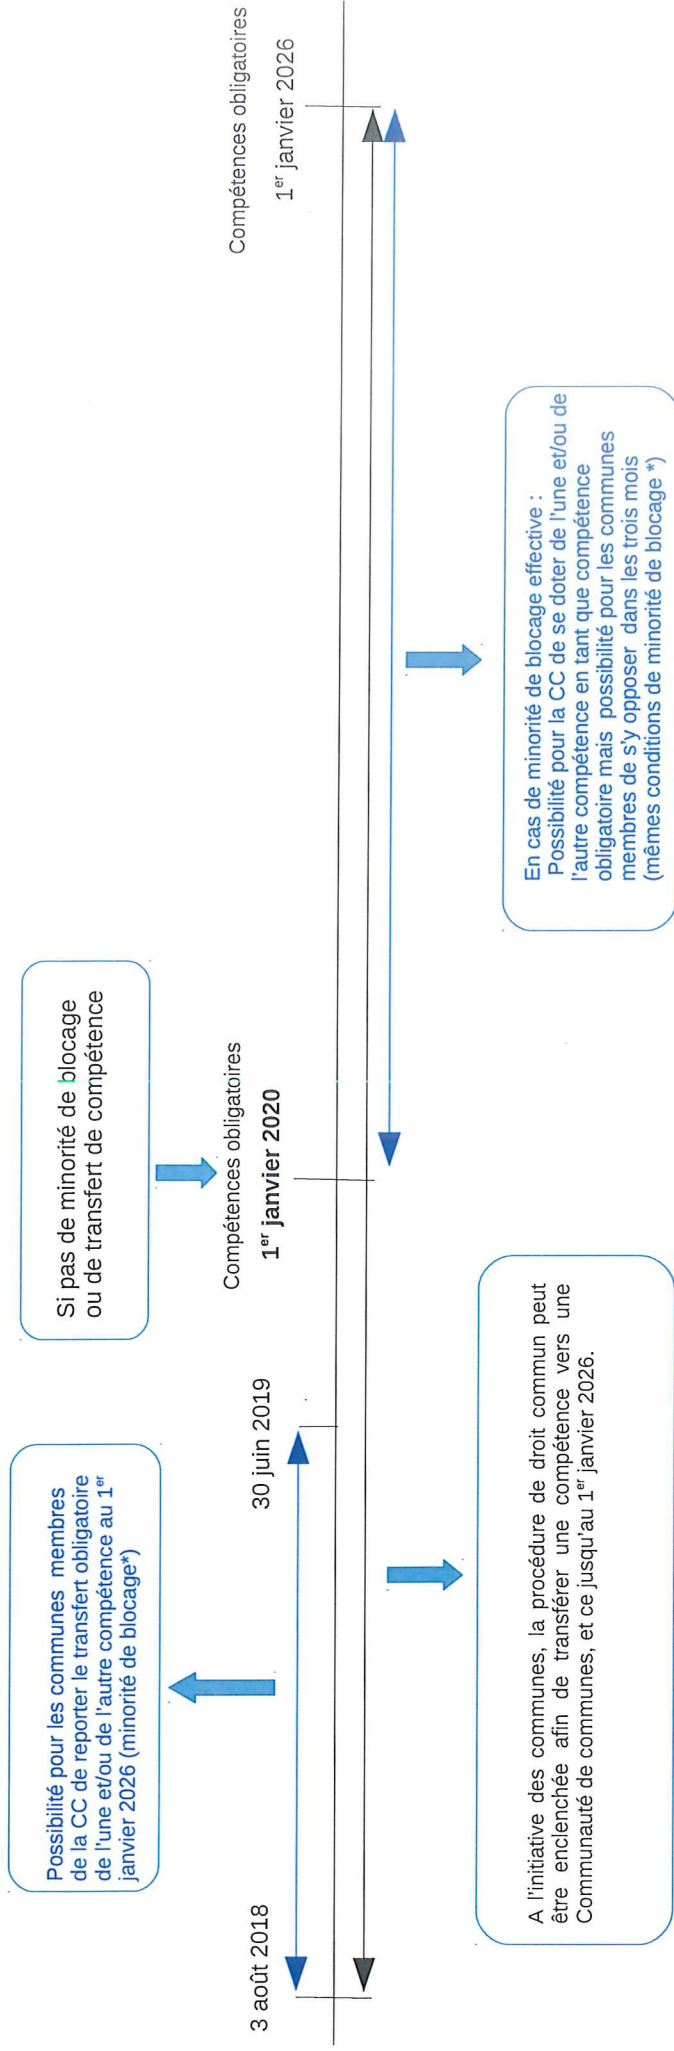 Possibilité pour les communes membres
de la CC de reporter le transfert obligatoire
de l'une et/ou de l'autre compétence au 1er
janvier 2026 (minorité de blocage*)
Si pas de minorité de blocage
ou de transfert de compétence
3 août 2018
30 juin 2019
Compétences obligatoires
1er janvier 2020
Compétences obligatoires
1er janvier 2026
A l'initiative des communes, la procédure de droit commun peut
être enclenchée afin de transférer une compétence vers une
Communauté de communes, et ce jusqu'au 1er janvier 2026.
En cas de minorité de blocage effective :
Possibilité pour la CC de se doter de l'une et/ou de
l'autre compétence en tant que compétence
obligatoire mais possibilité pour les communes
membres de s'y opposer dans les trois mois
(mêmes conditions de minorité de blocage *)